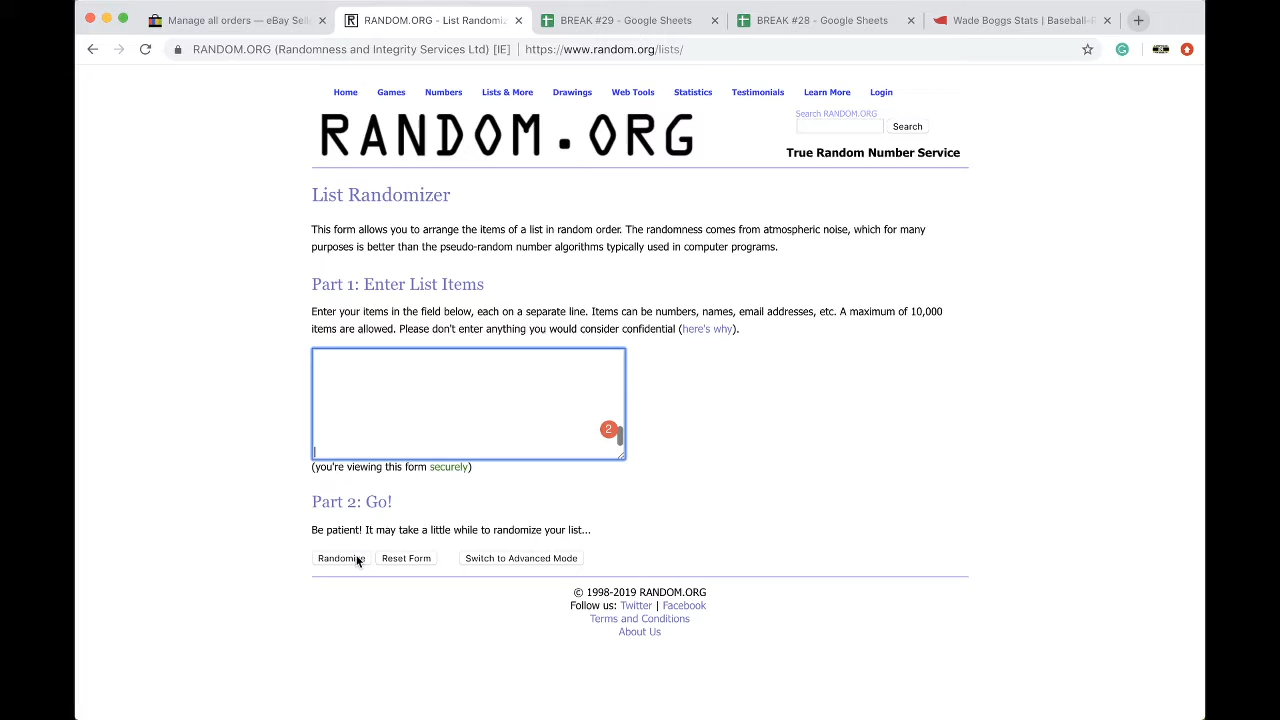 Manage all orders — eBay Sell
RANDOM.ORG - List Randomiz
BREAK #29 - Google Sheets
BREAK #28 - Google Sheets
Wade Boggs Stats | Baseball-R
RANDOM.ORG (Randomness and Integrity Services Ltd) [IE] | https://www.random.org/lists/
Home Games Numbers Lists & More Drawings Web Tools Statistics Testimonials Learn More Login
RANDOM.ORG
Search RANDOM.ORG
Search
True Random Number Service
List Randomizer
This form allows you to arrange the items of a list in random order. The randomness comes from atmospheric noise, which for many
purposes is better than the pseudo-random number algorithms typically used in computer programs.
Part 1: Enter List Items
Enter your items in the field below, each on a separate line. Items can be numbers, names, email addresses, etc. A maximum of 10,000
items are allowed. Please don't enter anything you would consider confidential (here's why).
2
(you're viewing this form securely)
Part 2: Go!
Be patient! It may take a little while to randomize your list...
Randomize Reset Form Switch to Advanced Mode
© 1998-2019 RANDOM.ORG
Follow us: Twitter | Facebook
Terms and Conditions
About Us